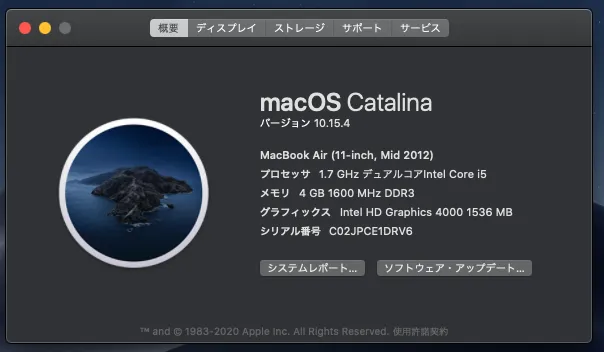 概要 ディスプレイ ストレージ サポート サービス
macOS Catalina
バージョン 10.15.4
MacBook Air (11-inch, Mid 2012)
プロセッサ 1.7 GHz デュアルコアIntel Core i5
メモリ 4 GB 1600 MHz DDR3
グラフィックス Intel HD Graphics 4000 1536 MB
シリアル番号 C02JPCE1DRV6
システムレポート... ソフトウェア・アップデート...
™ and © 1983-2020 Apple Inc. All Rights Reserved. 使用許諾契約